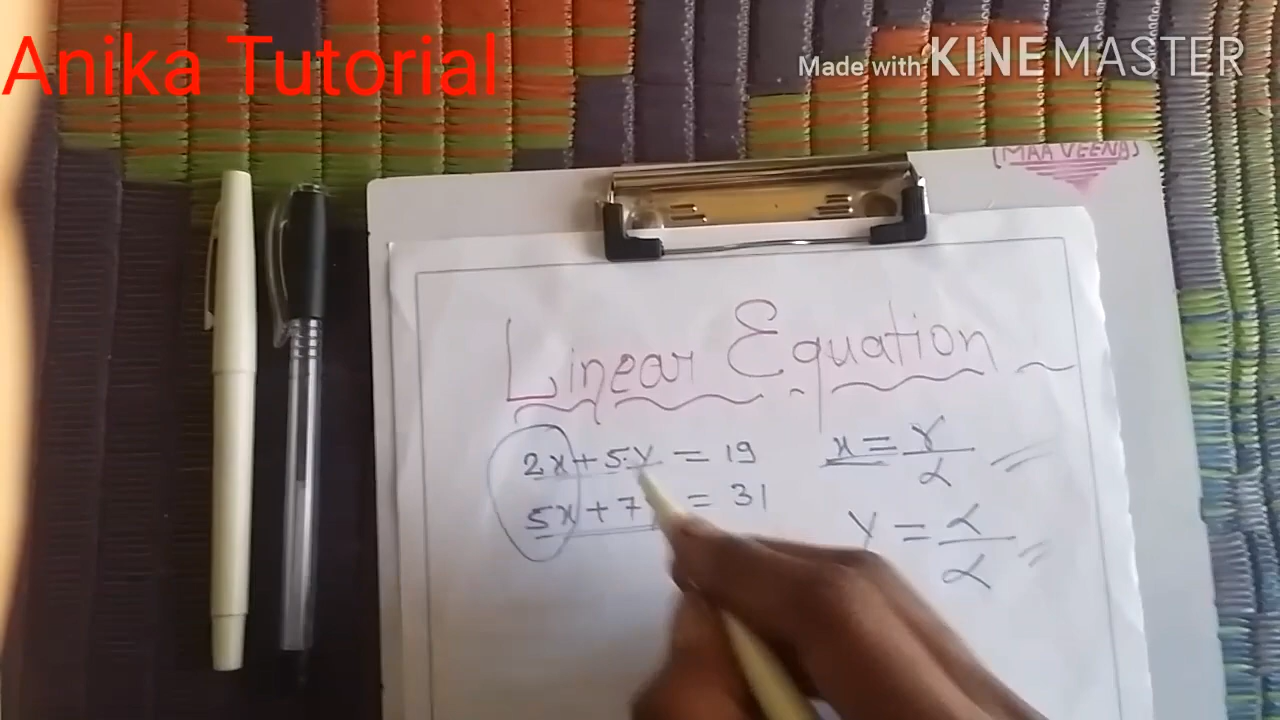 Anika Tutorial
Made with KINEMASTER
(MAA VEENA)
Linear Equation
2x + 5y = 19
5x + 7 = 31
x = γ/α
y = α/α